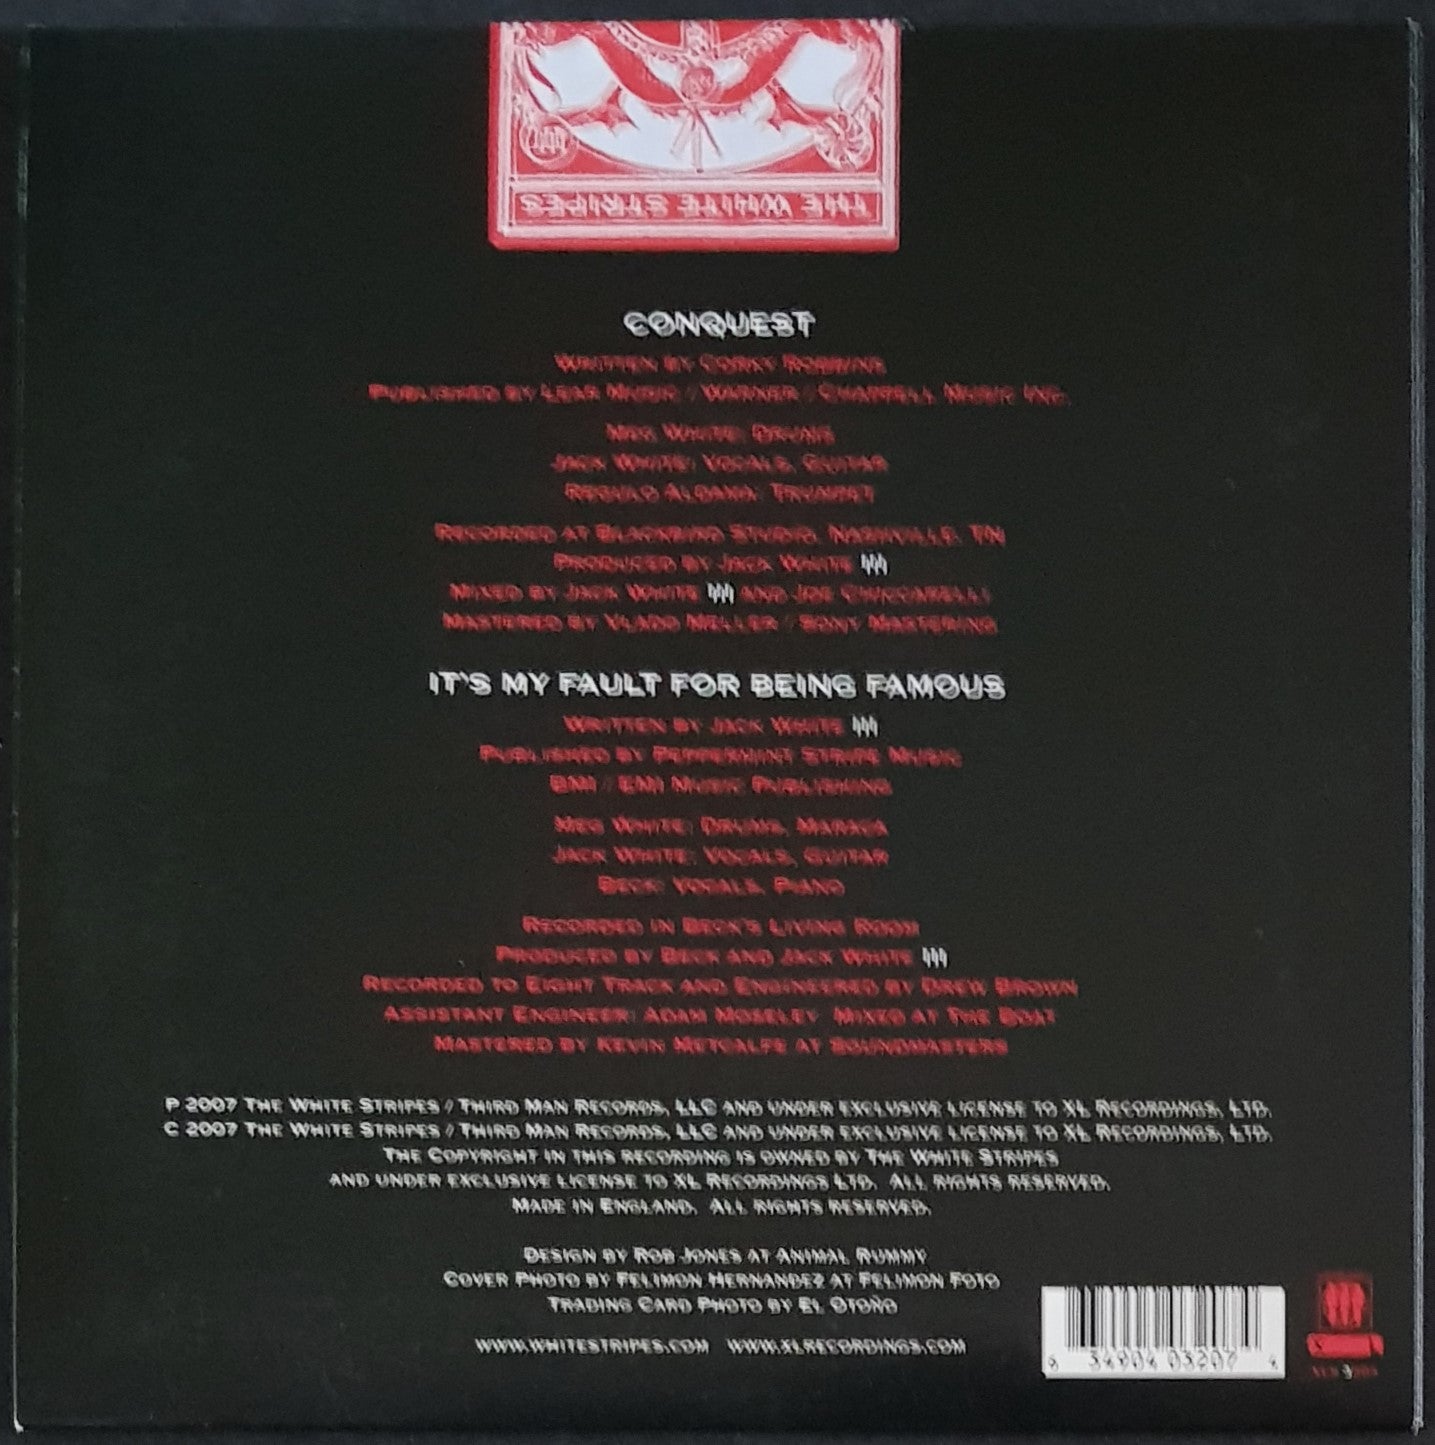 THE WHITE STRIPES
CONQUEST
WRITTEN BY CORKY ROBBINS
PUBLISHED BY LEAR MUSIC / WARNER / CHAPPELL MUSIC INC.
MEG WHITE: DRUMS
JACK WHITE: VOCALS, GUITAR
REGULO ALDAMA: TRUMPET
RECORDED AT BLACKBIRD STUDIO, NASHVILLE, TN
PRODUCED BY JACK WHITE
MIXED BY JACK WHITE AND JOE CHICCARELLI
MASTERED BY VLADO MELLER / SONY MASTERING
IT'S MY FAULT FOR BEING FAMOUS
WRITTEN BY JACK WHITE
PUBLISHED BY PEPPERMINT STRIPE MUSIC
BMI / EMI MUSIC PUBLISHING
MEG WHITE: DRUMS, MARACA
JACK WHITE: VOCALS, GUITAR
BECK: VOCALS, PIANO
RECORDED IN BECK'S LIVING ROOM
PRODUCED BY BECK AND JACK WHITE
RECORDED TO EIGHT TRACK AND ENGINEERED BY DREW BROWN
ASSISTANT ENGINEER: ADAM MOSELEY MIXED AT THE BOAT
MASTERED BY KEVIN METCALFE AT SOUNDMASTERS
P 2007 THE WHITE STRIPES / THIRD MAN RECORDS, LLC AND UNDER EXCLUSIVE LICENSE TO XL RECORDINGS, LTD.
C 2007 THE WHITE STRIPES / THIRD MAN RECORDS, LLC AND UNDER EXCLUSIVE LICENSE TO XL RECORDINGS, LTD.
THE COPYRIGHT IN THIS RECORDING IS OWNED BY THE WHITE STRIPES
AND UNDER EXCLUSIVE LICENSE TO XL RECORDINGS LTD. ALL RIGHTS RESERVED.
MADE IN ENGLAND. ALL RIGHTS RESERVED.
DESIGN BY ROB JONES AT ANIMAL RUMMY
COVER PHOTO BY FELIMON HERNANDEZ AT FELIMON FOTO
TRADING CARD PHOTO BY EL OTOÑO
WWW.WHITESTRIPES.COM WWW.XLRECORDINGS.COM
6 34904 03207 4